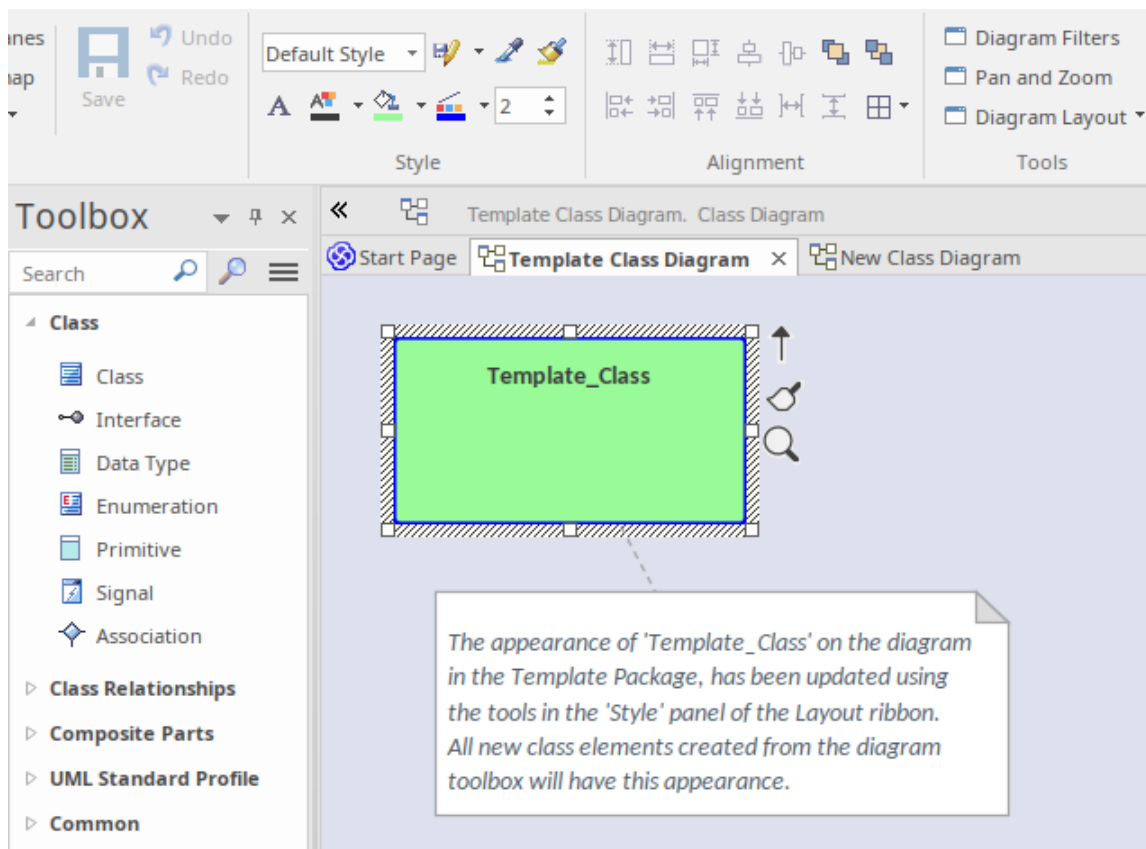 anes
Undo
Redo
Save
nap
Default Style
A
2
Style
Alignment
Diagram Filters
Pan and Zoom
Diagram Layout
Tools
Toolbox
Search
Class
Class
Interface
Data Type
Enumeration
Primitive
Signal
Association
Class Relationships
Composite Parts
UML Standard Profile
Common
Template Class Diagram. Class Diagram
Start Page
Template Class Diagram
New Class Diagram
Template_Class
The appearance of 'Template_Class' on the diagram
in the Template Package, has been updated using
the tools in the 'Style' panel of the Layout ribbon.
All new class elements created from the diagram
toolbox will have this appearance.